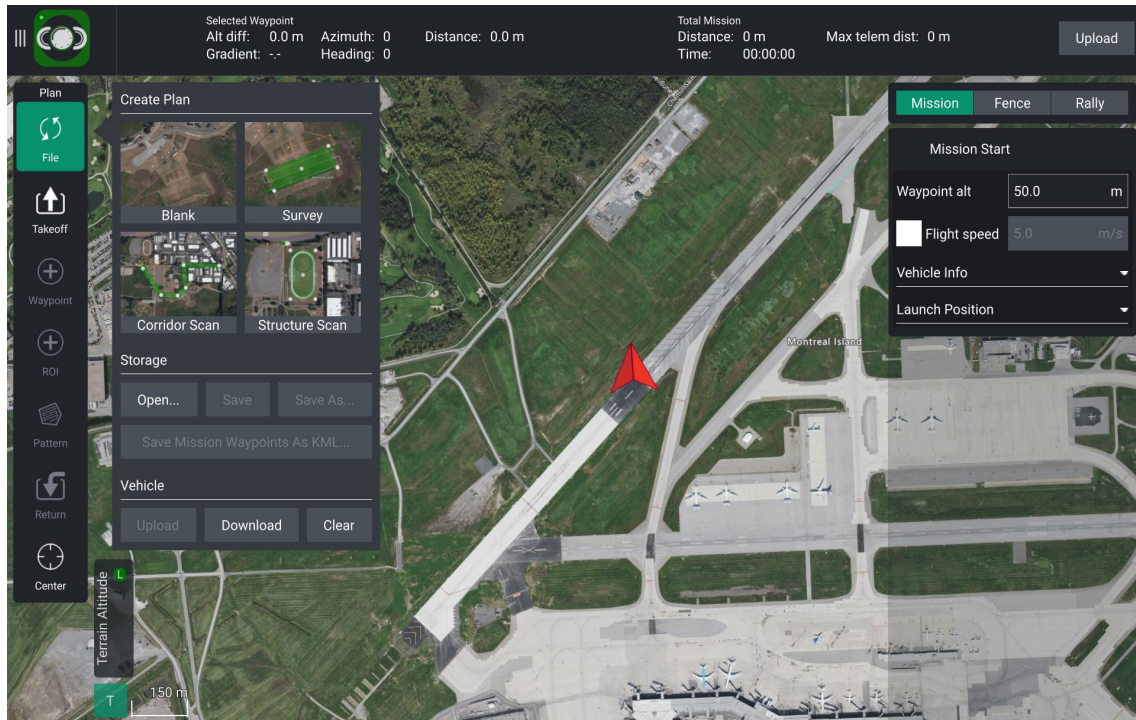 Selected Waypoint
Alt diff: 0.0 m Azimuth: 0 Distance: 0.0 m
Gradient: -.- Heading: 0
Total Mission
Distance: 0 m Max telem dist: 0 m
Time: 00:00:00
Upload
Plan
File
Takeoff
Waypoint
ROI
Pattern
Return
Center
Create Plan
Blank
Survey
Corridor Scan
Structure Scan
Storage
Open...
Save
Save As...
Save Mission Waypoints As KML...
Vehicle
Upload
Download
Clear
Mission
Fence
Rally
Mission Start
Waypoint alt 50.0 m
Flight speed 5.0 m/s
Vehicle Info
Launch Position
Montreal Island
Terrain Altitude
L
T
150 m